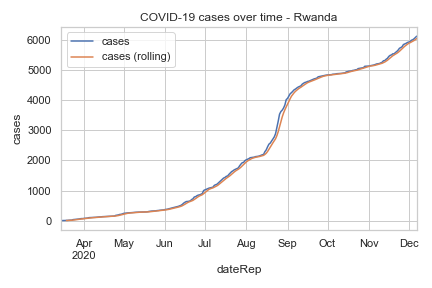 COVID-19 cases over time - Rwanda
cases
cases (rolling)
6000
5000
4000
3000
2000
1000
0
cases
Apr May Jun Jul Aug Sep Oct Nov Dec
2020
dateRep